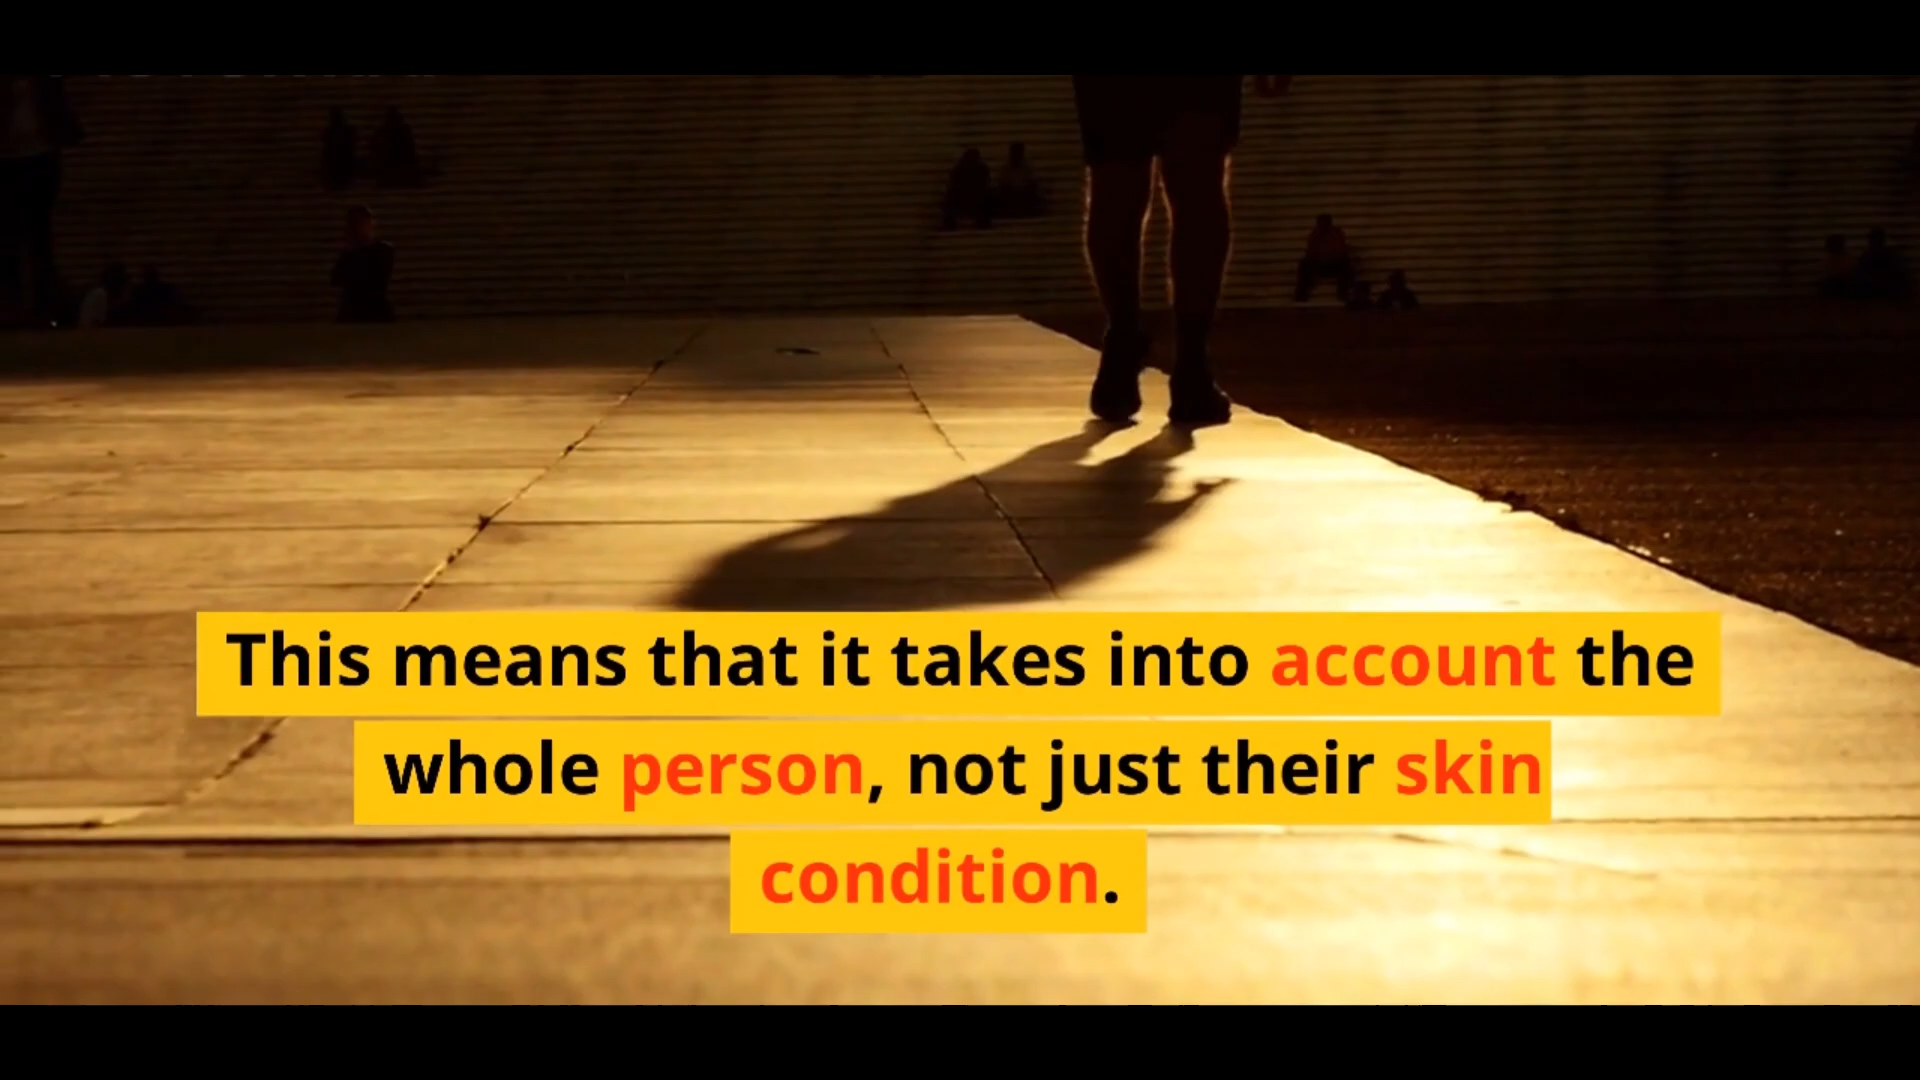 This means that it takes into account the
whole person, not just their skin
condition.